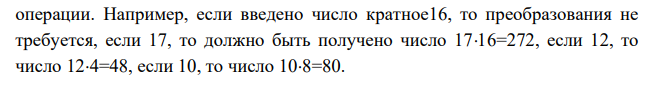 операции. Например, если введено число кратное16, то преобразования не
требуется, если 17, то должно быть получено число 17·16=272, если 12, то
число 12·4=48, если 10, то число 10·8=80.